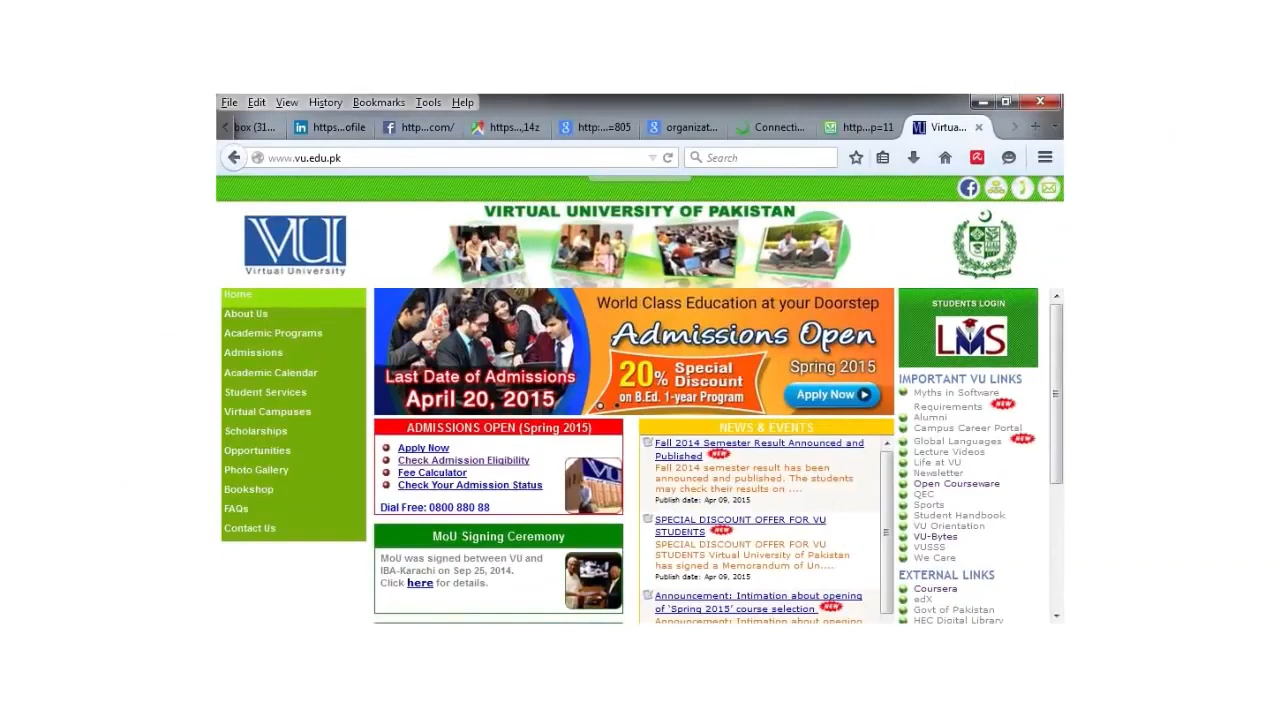 File Edit View History Bookmarks Tools Help
box (31... https...ofile http...com/ https...,14z http:...=805 organizat... Connecti... http...p=11 Virtua...
www.vu.edu.pk Search
VIRTUAL UNIVERSITY OF PAKISTAN
VU
Virtual University
Home
About Us
Academic Programs
Admissions
Academic Calendar
Student Services
Virtual Campuses
Scholarships
Opportunities
Photo Gallery
Bookshop
FAQs
Contact Us
World Class Education at your Doorstep
Admissions Open
Spring 2015
20% Special
Discount
on B.Ed. 1-year Program
Apply Now
Last Date of Admissions
April 20, 2015
ADMISSIONS OPEN (Spring 2015)
Apply Now
Check Admission Eligibility
Fee Calculator
Check Your Admission Status
Dial Free: 0800 880 88
VU
MoU Signing Ceremony
MoU was signed between VU and
IBA-Karachi on Sep 25, 2014.
Click here for details.
NEWS & EVENTS
Fall 2014 Semester Result Announced and
Published NEW
Fall 2014 semester result has been
announced and published. The students
may check their results on ....
Publish date: Apr 09, 2015
SPECIAL DISCOUNT OFFER FOR VU
STUDENTS NEW
SPECIAL DISCOUNT OFFER FOR VU
STUDENTS Virtual University of Pakistan
has signed a Memorandum of Un....
Publish date: Apr 09, 2015
Announcement: Intimation about opening
of 'Spring 2015' course selection NEW
Announcement: Intimation about opening
STUDENTS LOGIN
LMS
IMPORTANT VU LINKS
Myths in Software
Requirements NEW
Alumni
Campus Career Portal
Global Languages NEW
Lecture Videos
Life at VU
Newsletter
Open Courseware
QEC
Sports
Student Handbook
VU Orientation
VU-Bytes
VUSSS
We Care
EXTERNAL LINKS
Coursera
edX
Govt of Pakistan
HEC Digital Library